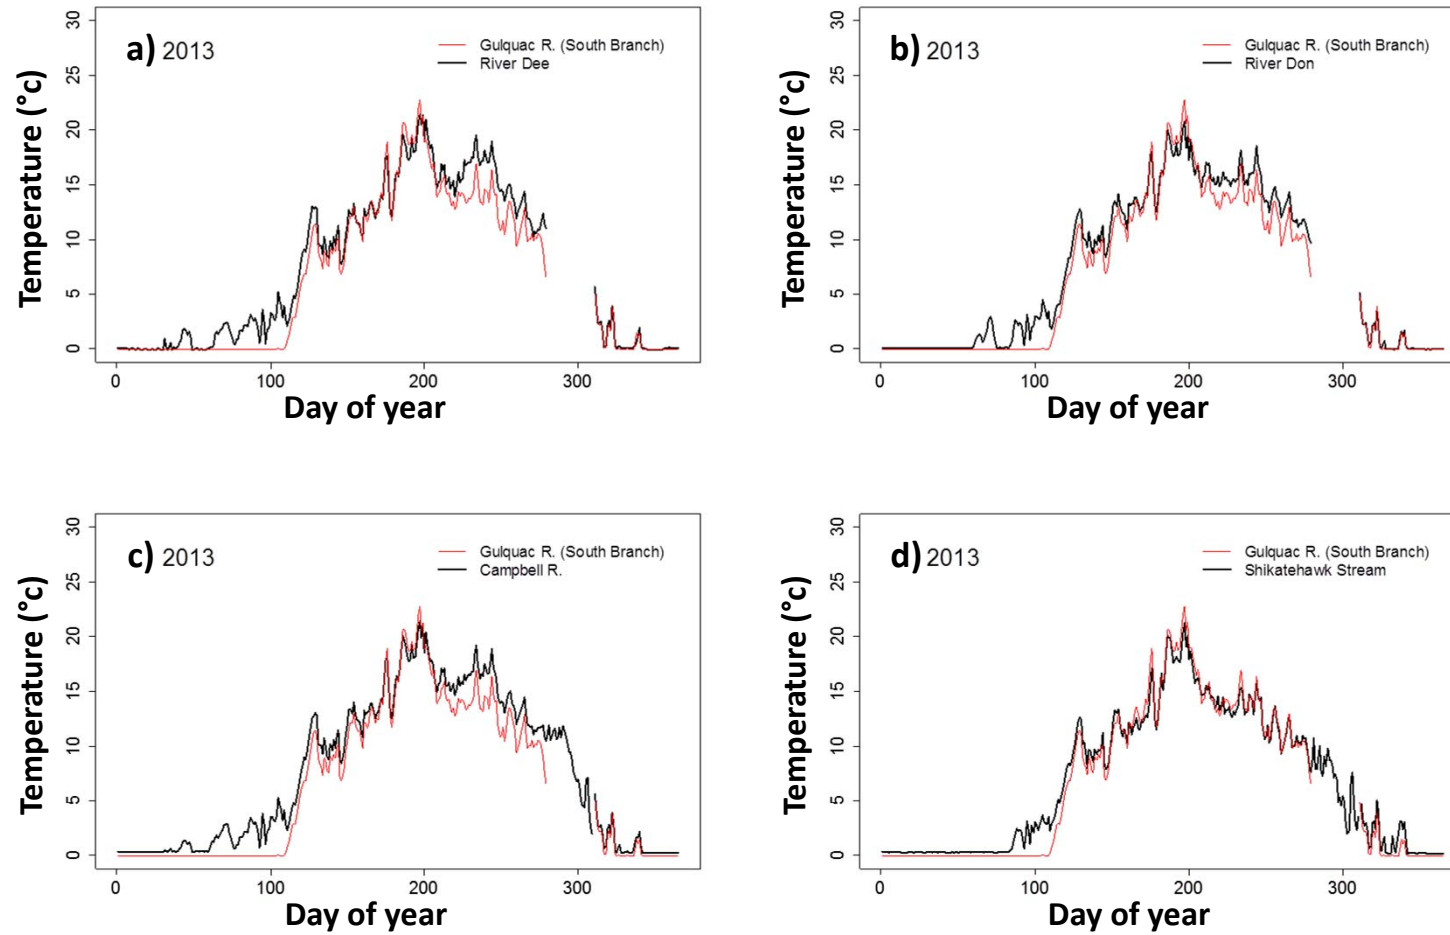 a) 2013
Gulquac R. (South Branch)
River Dee
Temperature (°c)
30
25
20
15
10
5
0
0 100 200 300
Day of year
b) 2013
Gulquac R. (South Branch)
River Don
Temperature (°c)
30
25
20
15
10
5
0
0 100 200 300
Day of year
c) 2013
Gulquac R. (South Branch)
Campbell R.
Temperature (°c)
30
25
20
15
10
5
0
0 100 200 300
Day of year
d) 2013
Gulquac R. (South Branch)
Shikatehawk Stream
Temperature (°c)
30
25
20
15
10
5
0
0 100 200 300
Day of year